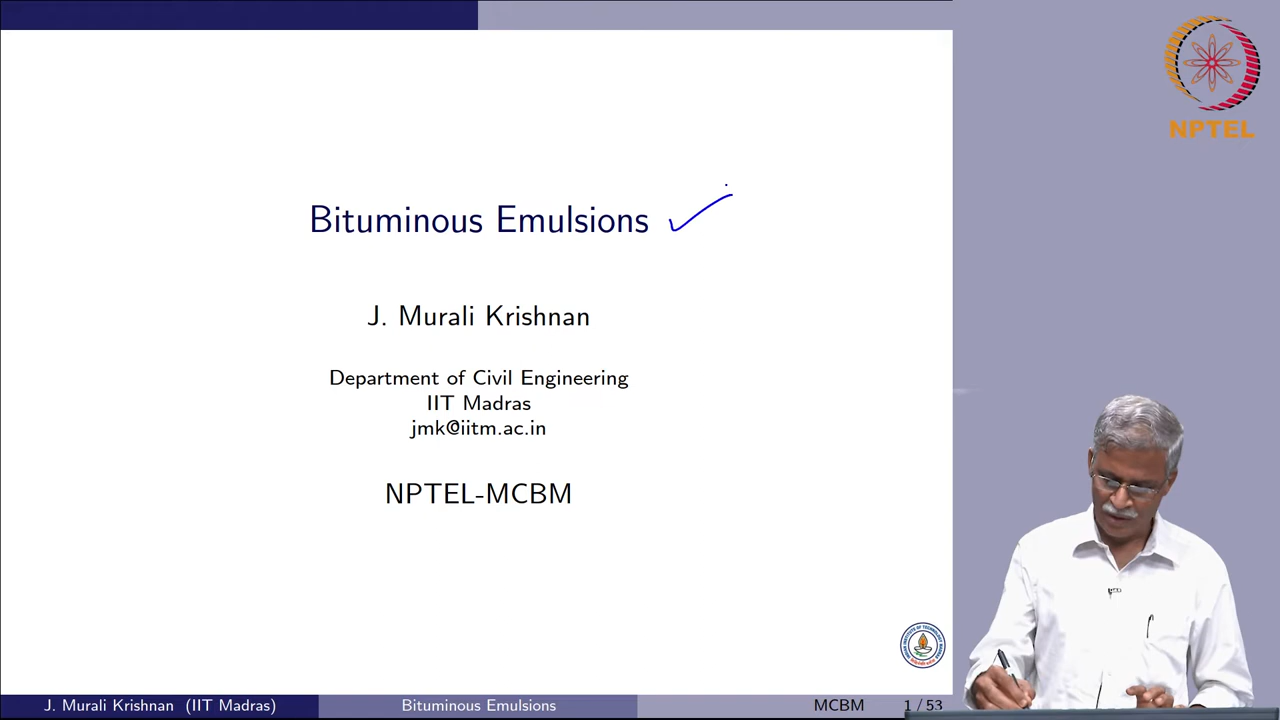 NPTEL
Bituminous Emulsions
J. Murali Krishnan
Department of Civil Engineering
IIT Madras
jmk@iitm.ac.in
NPTEL-MCBM
J. Murali Krishnan (IIT Madras)
Bituminous Emulsions
MCBM
1 / 53